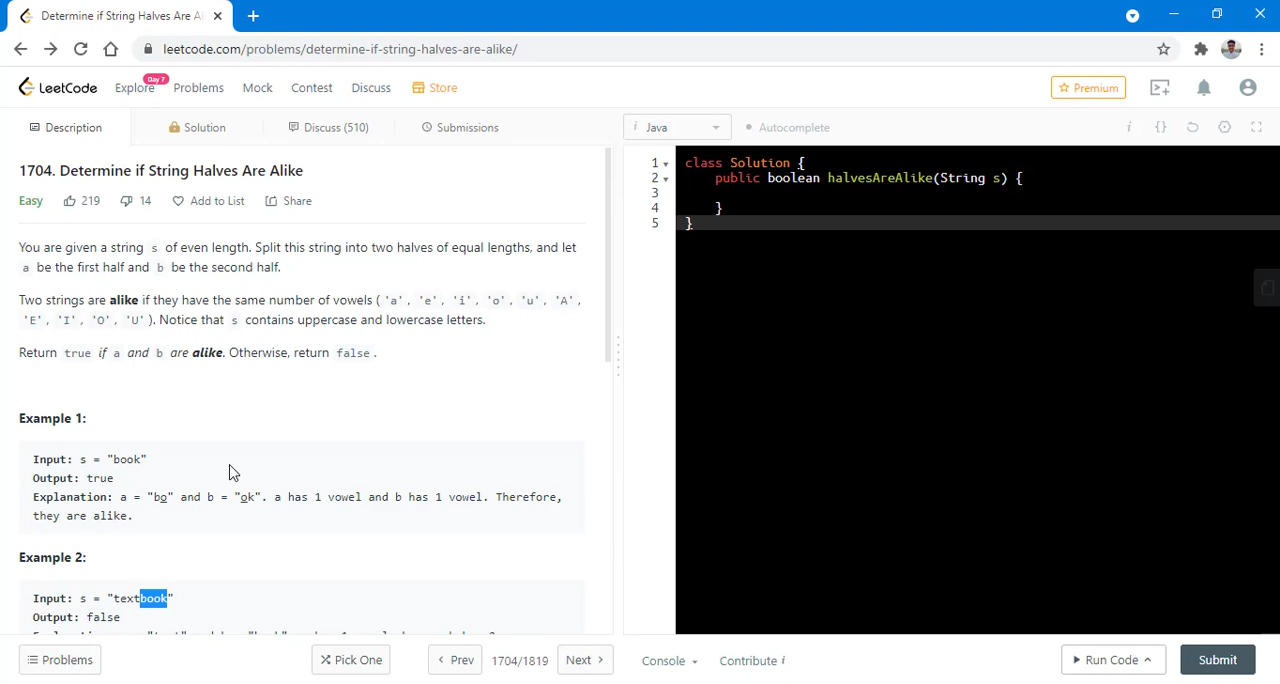 Determine if String Halves Are Al
leetcode.com/problems/determine-if-string-halves-are-alike/
LeetCode
Explore
Day 7
Problems
Mock
Contest
Discuss
Store
Premium
Description
Solution
Discuss (510)
Submissions
i Java
Autocomplete
1704. Determine if String Halves Are Alike
Easy
219
14
Add to List
Share
You are given a string s of even length. Split this string into two halves of equal lengths, and let
a be the first half and b be the second half.
Two strings are alike if they have the same number of vowels ( 'a', 'e', 'i', 'o', 'u', 'A',
'E', 'I', 'O', 'U' ). Notice that s contains uppercase and lowercase letters.
Return true if a and b are alike. Otherwise, return false.
Example 1:
Input: s = "book"
Output: true
Explanation: a = "bo" and b = "ok". a has 1 vowel and b has 1 vowel. Therefore,
they are alike.
Example 2:
Input: s = "textbook"
Output: false
1 class Solution {
2 public boolean halvesAreAlike(String s) {
3
4 }
5 }
Problems
Pick One
Prev
1704/1819
Next
Console
Contribute i
Run Code
Submit